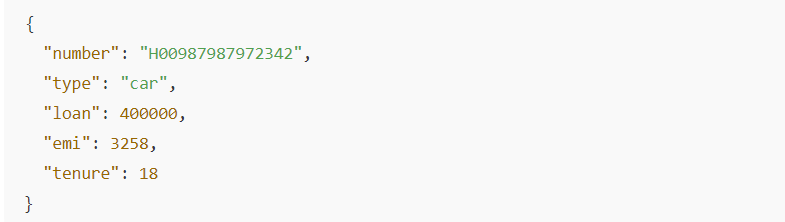 {
"number": "H00987987972342",
"type": "car",
"loan": 400000,
"emi": 3258,
"tenure": 18
}